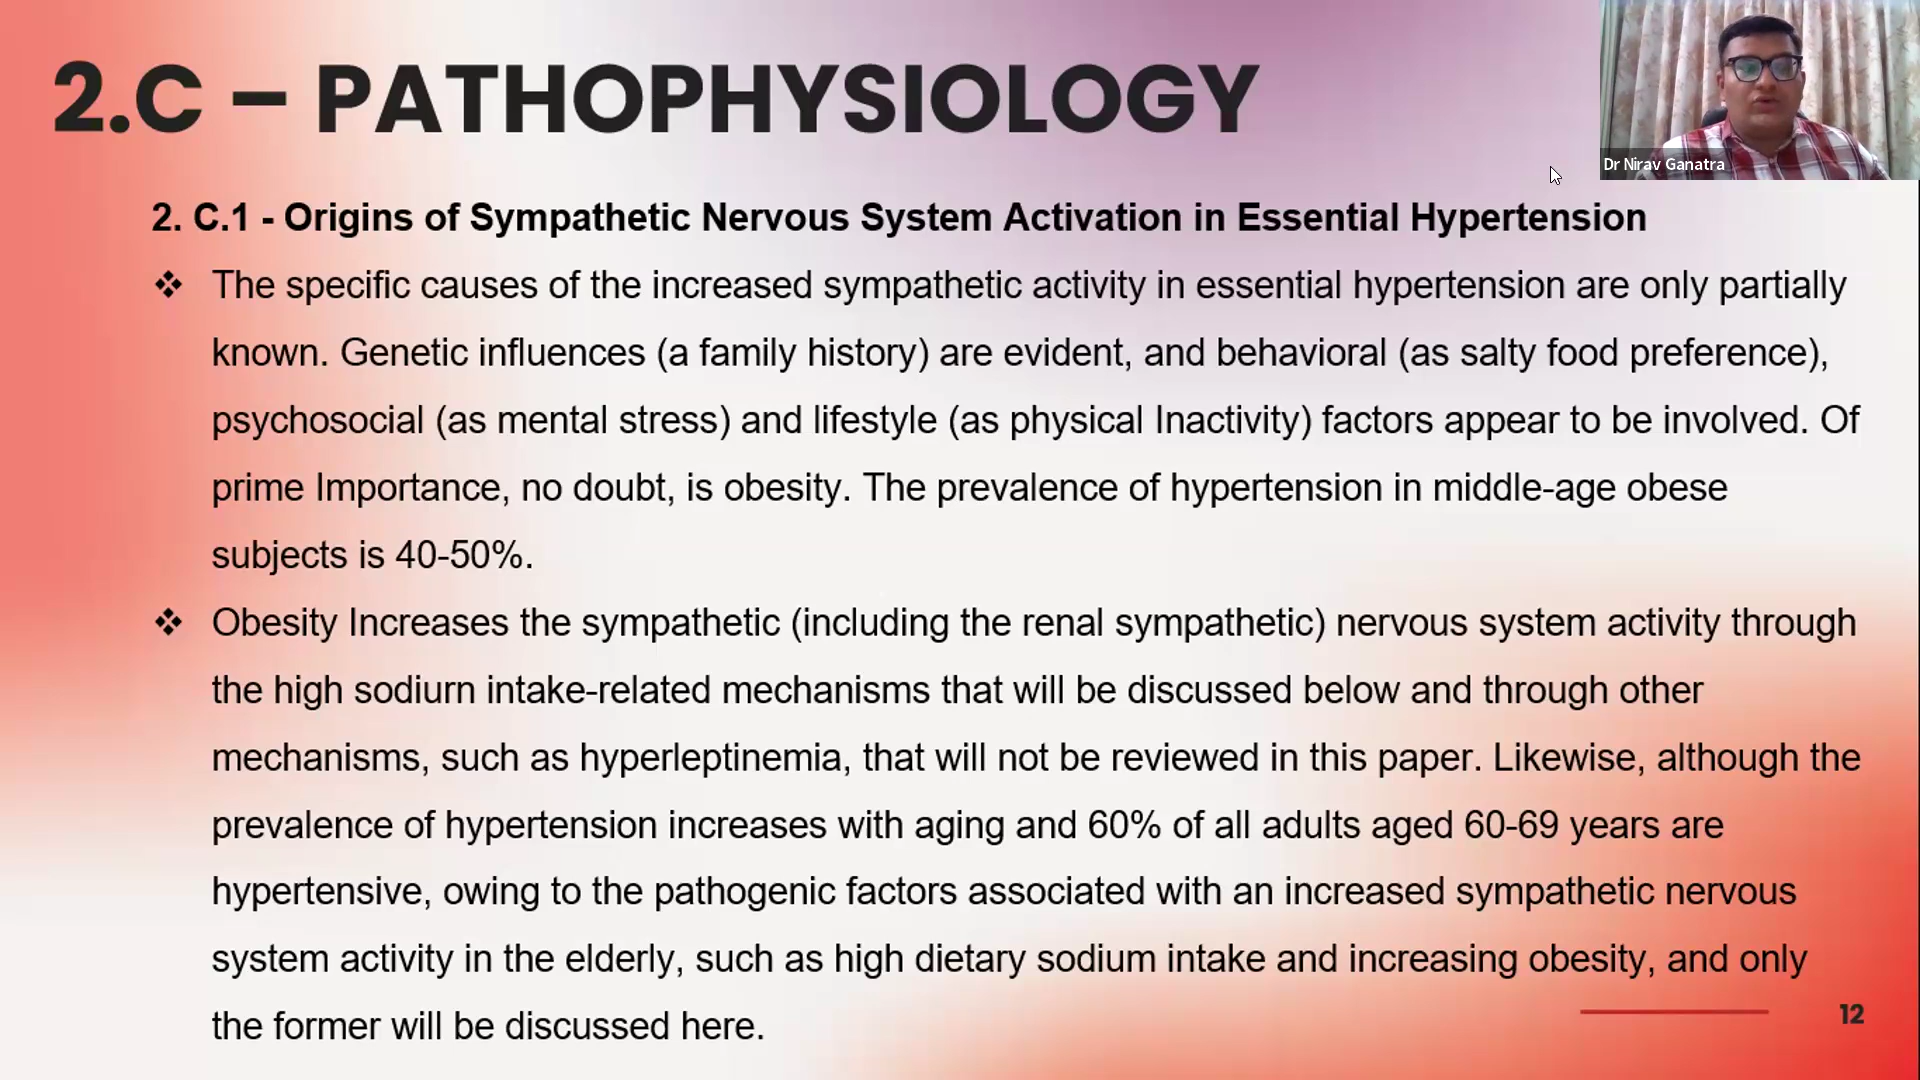 2.C – PATHOPHYSIOLOGY
Dr Nirav Ganatra
2. C.1 - Origins of Sympathetic Nervous System Activation in Essential Hypertension
❖ The specific causes of the increased sympathetic activity in essential hypertension are only partially
known. Genetic influences (a family history) are evident, and behavioral (as salty food preference),
psychosocial (as mental stress) and lifestyle (as physical Inactivity) factors appear to be involved. Of
prime Importance, no doubt, is obesity. The prevalence of hypertension in middle-age obese
subjects is 40-50%.
❖ Obesity Increases the sympathetic (including the renal sympathetic) nervous system activity through
the high sodiurn intake-related mechanisms that will be discussed below and through other
mechanisms, such as hyperleptinemia, that will not be reviewed in this paper. Likewise, although the
prevalence of hypertension increases with aging and 60% of all adults aged 60-69 years are
hypertensive, owing to the pathogenic factors associated with an increased sympathetic nervous
system activity in the elderly, such as high dietary sodium intake and increasing obesity, and only
the former will be discussed here.
12